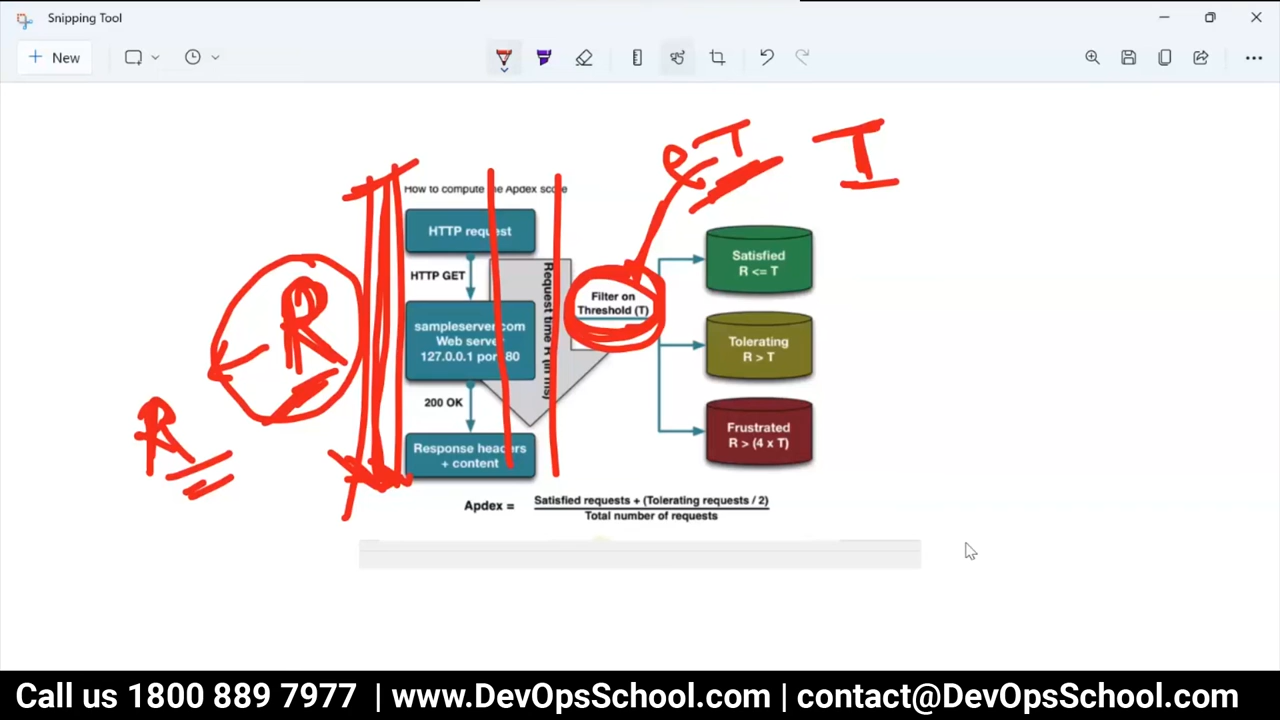 Snipping Tool
New
T
T
How to compute the Apdex score
HTTP request
HTTP GET
sampleserver.com
Web server
127.0.0.1 port 80
200 OK
Response headers
+ content
Request time R (in ms)
Filter on
Threshold (T)
Satisfied
R <= T
Tolerating
R > T
Frustrated
R > (4 x T)
R
R
Apdex =
Satisfied requests + (Tolerating requests / 2)
Total number of requests
Call us 1800 889 7977 | www.DevOpsSchool.com | contact@DevOpsSchool.com